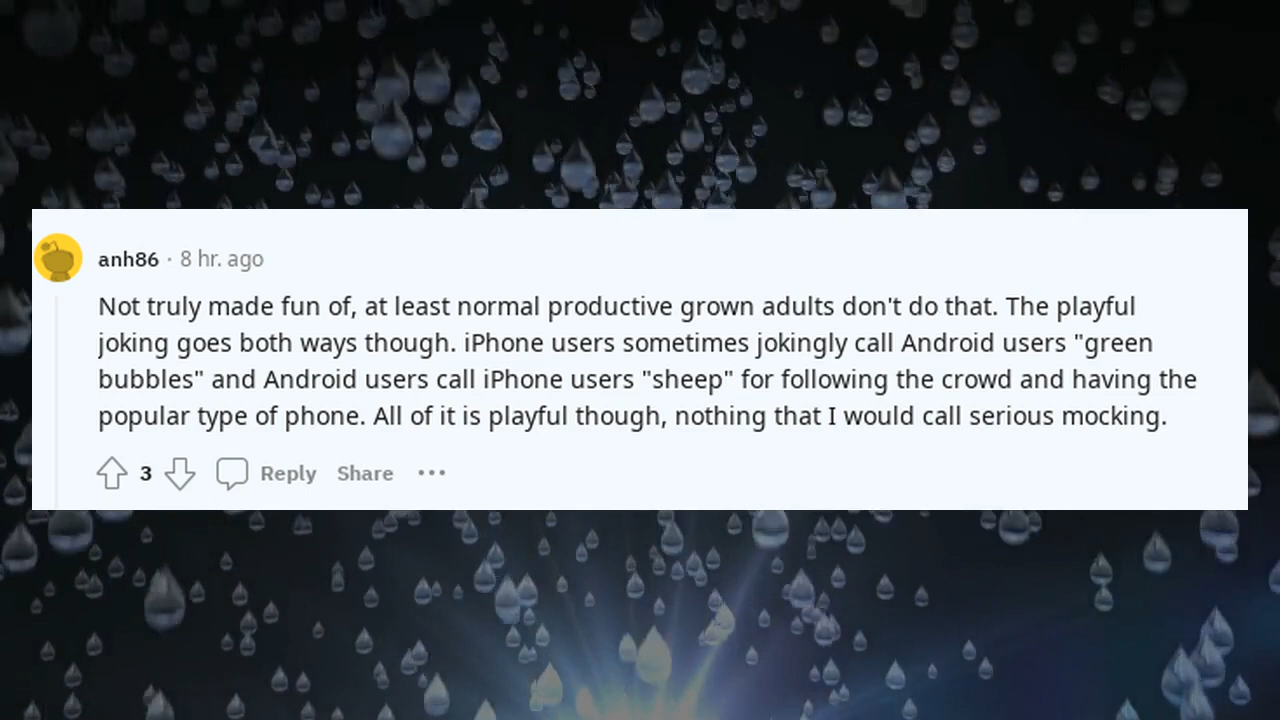 anh86 · 8 hr. ago
Not truly made fun of, at least normal productive grown adults don't do that. The playful
joking goes both ways though. iPhone users sometimes jokingly call Android users "green
bubbles" and Android users call iPhone users "sheep" for following the crowd and having the
popular type of phone. All of it is playful though, nothing that I would call serious mocking.
3 Reply Share •••